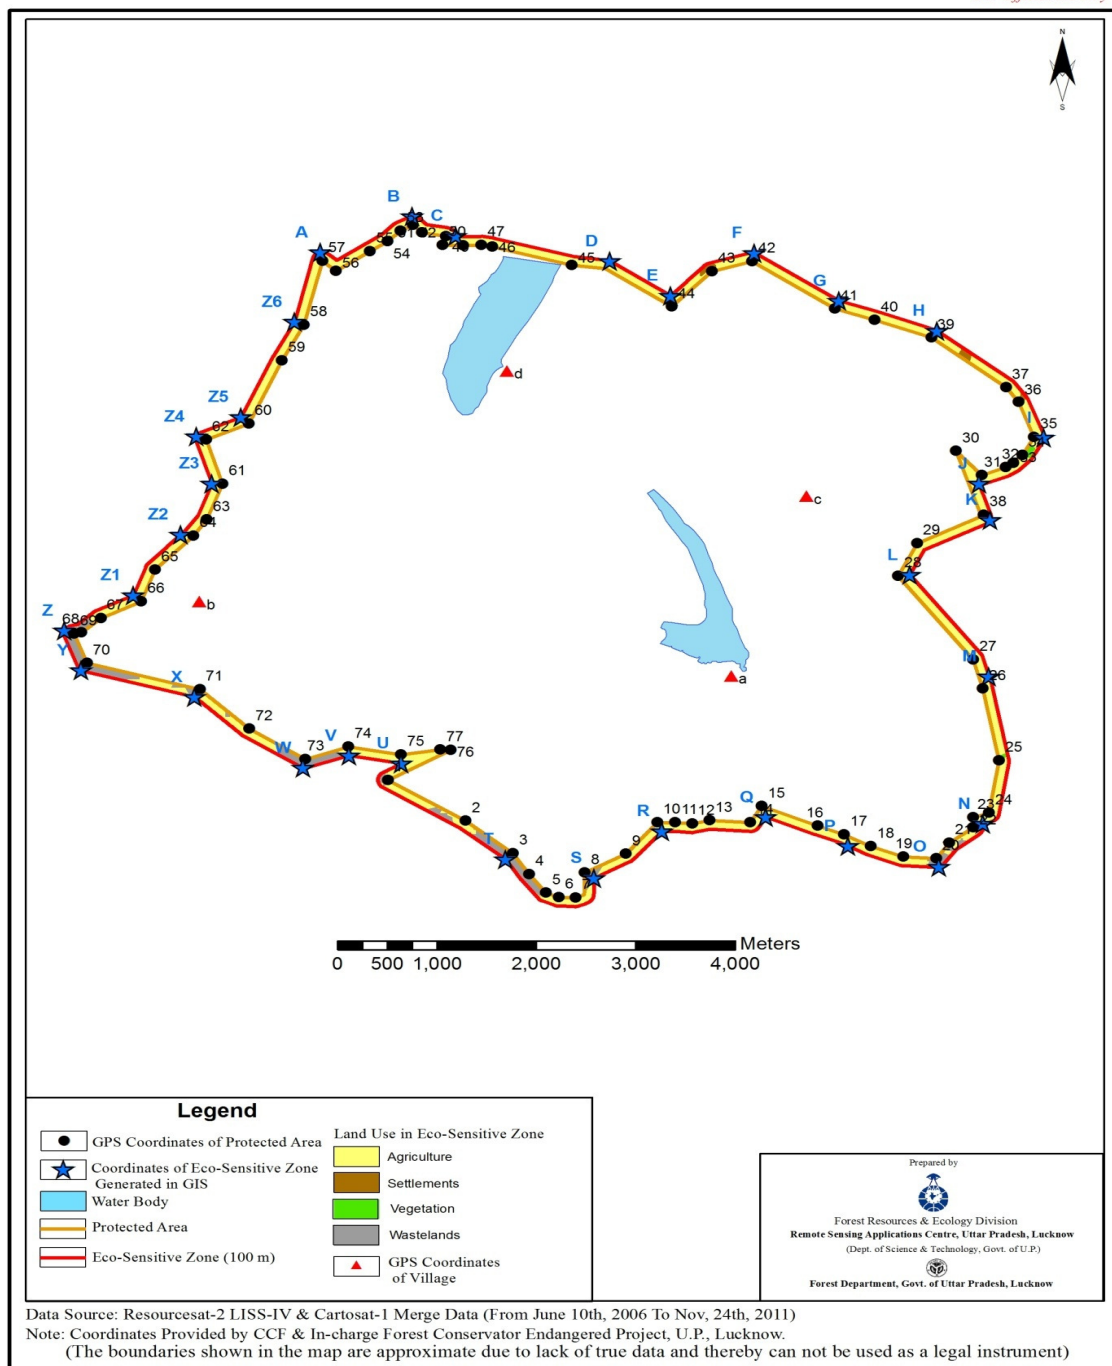 N
S
B
C
A
57
47
46
56
55
54
51
52
D
45
E
44
F
42
43
G
41
40
H
39
37
36
I
35
Z6
58
59
Z5
60
Z4
62
Z3
61
63
Z2
64
65
Z1
66
67
Z
68
69
Y
70
X
71
72
W
73
V
74
U
75
77
76
d
c
b
a
30
J
31
32
33
K
38
29
L
28
27
M
26
25
N
23
24
22
21
O
20
19
18
P
17
16
Q
15
14
13
12
11
10
R
9
S
8
7
6
5
4
3
T
2
Meters
0 500 1,000 2,000 3,000 4,000
Legend
GPS Coordinates of Protected Area
Coordinates of Eco-Sensitive Zone
Generated in GIS
Water Body
Protected Area
Eco-Sensitive Zone (100 m)
Land Use in Eco-Sensitive Zone
Agriculture
Settlements
Vegetation
Wastelands
GPS Coordinates
of Village
Prepared by
Forest Resources & Ecology Division
Remote Sensing Applications Centre, Uttar Pradesh, Lucknow
(Dept. of Science & Technology, Govt. of U.P.)
Forest Department, Govt. of Uttar Pradesh, Lucknow
Data Source: Resourcesat-2 LISS-IV & Cartosat-1 Merge Data (From June 10th, 2006 To Nov, 24th, 2011)
Note: Coordinates Provided by CCF & In-charge Forest Conservator Endangered Project, U.P., Lucknow.
(The boundaries shown in the map are approximate due to lack of true data and thereby can not be used as a legal instrument)